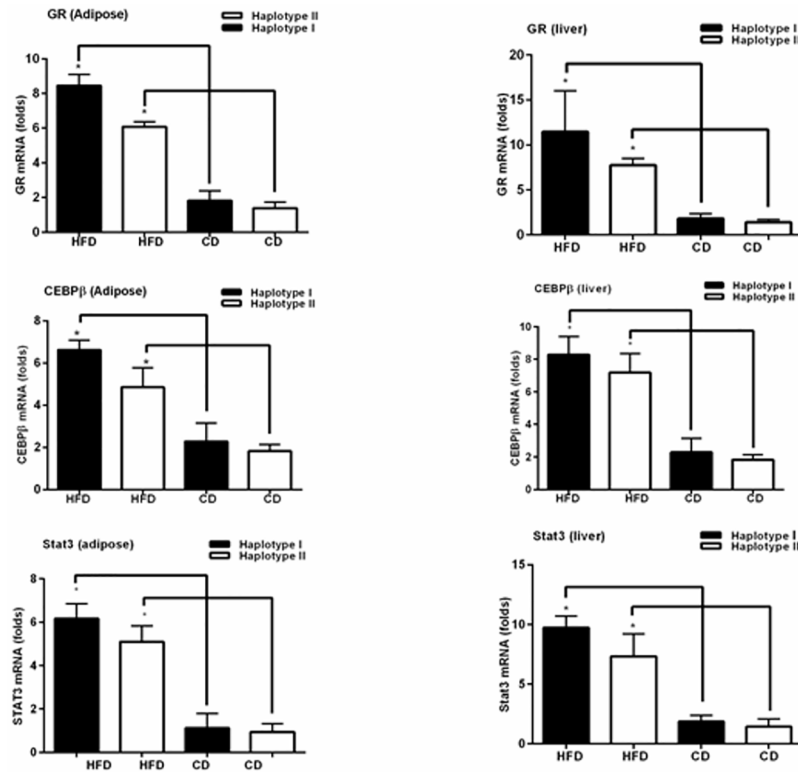 GR (Adipose)
Haplotype II
Haplotype I
GR mRNA (folds)
10
8
6
4
2
0
*
*
HFD HFD CD CD
GR (liver)
Haplotype I
Haplotype II
GR mRNA (folds)
20
15
10
5
0
*
*
HFD HFD CD CD
CEBPβ (Adipose)
Haplotype I
Haplotype II
CEBPβ mRNA (folds)
8
6
4
2
0
*
*
HFD HFD CD CD
CEBPβ (liver)
Haplotype I
Haplotype II
CEBPβ mRNA (folds)
10
8
6
4
2
0
*
*
HFD HFD CD CD
Stat3 (adipose)
Haplotype I
Haplotype II
STAT3 mRNA (folds)
8
6
4
2
0
*
*
HFD HFD CD CD
Stat3 (liver)
Haplotype I
Haplotype II
Stat3 mRNA (folds)
15
10
5
0
*
*
HFD HFD CD CD